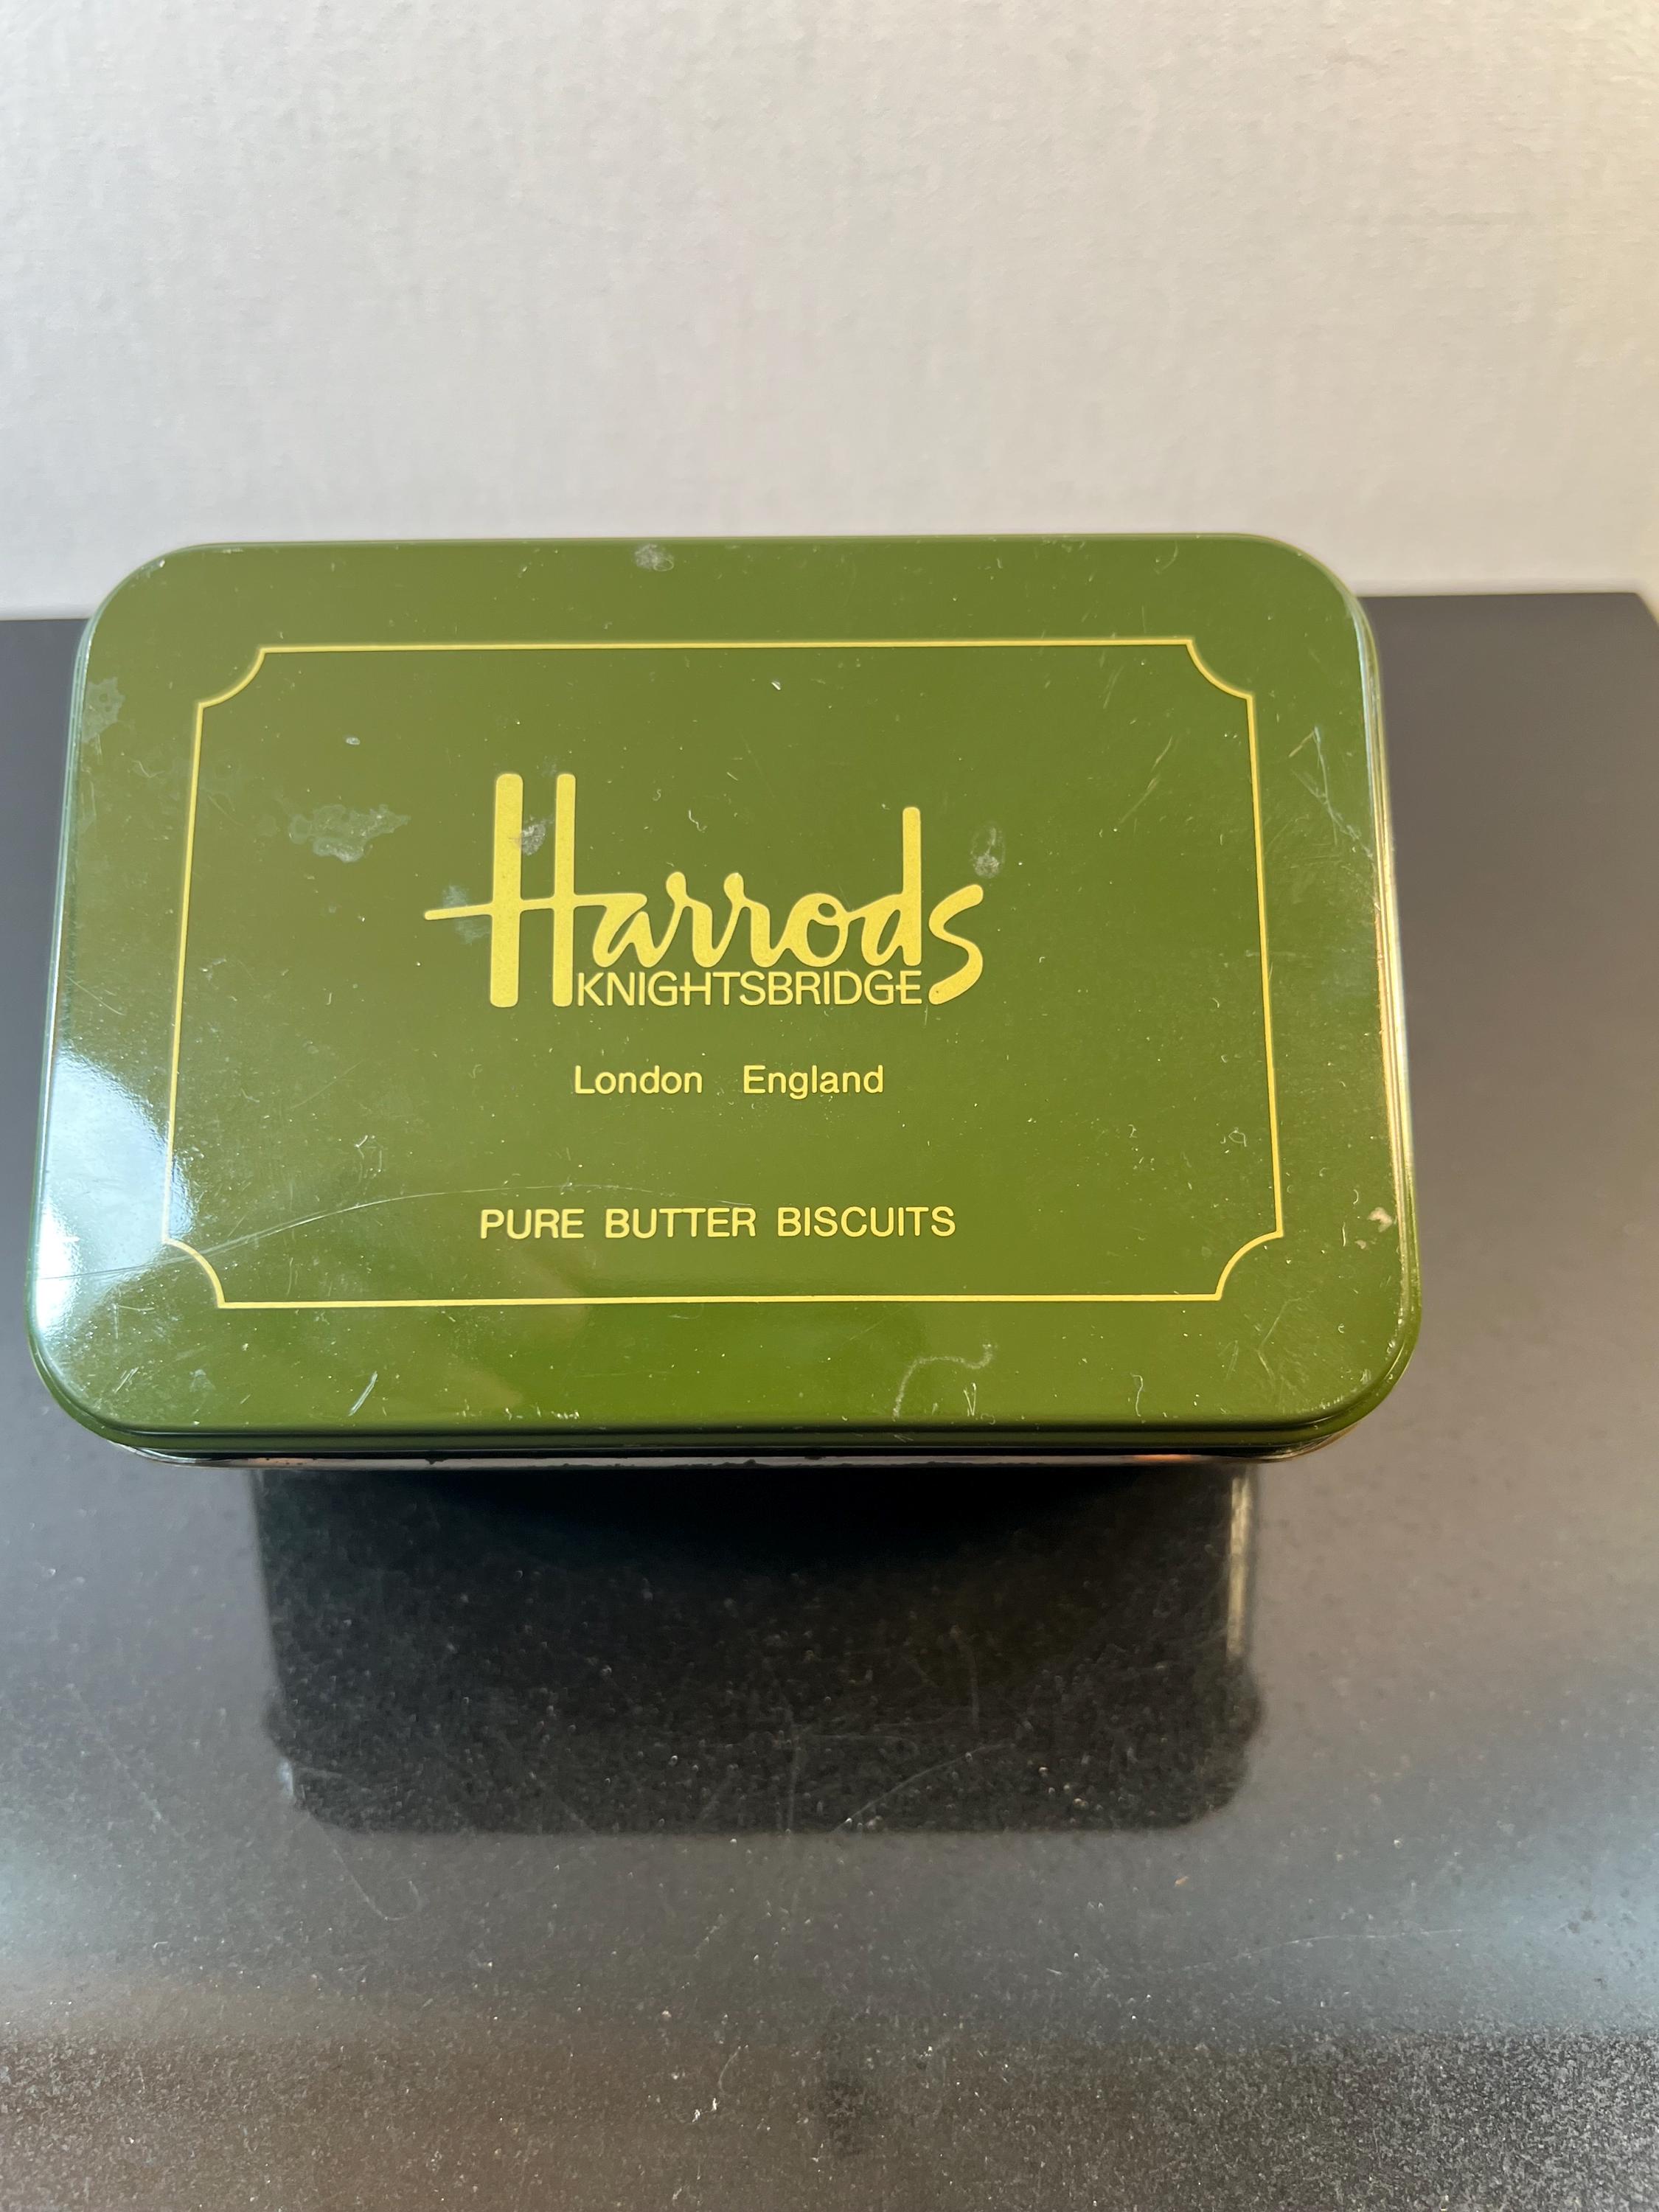 Harrods
KNIGHTSBRIDGE
London England
PURE BUTTER BISCUITS